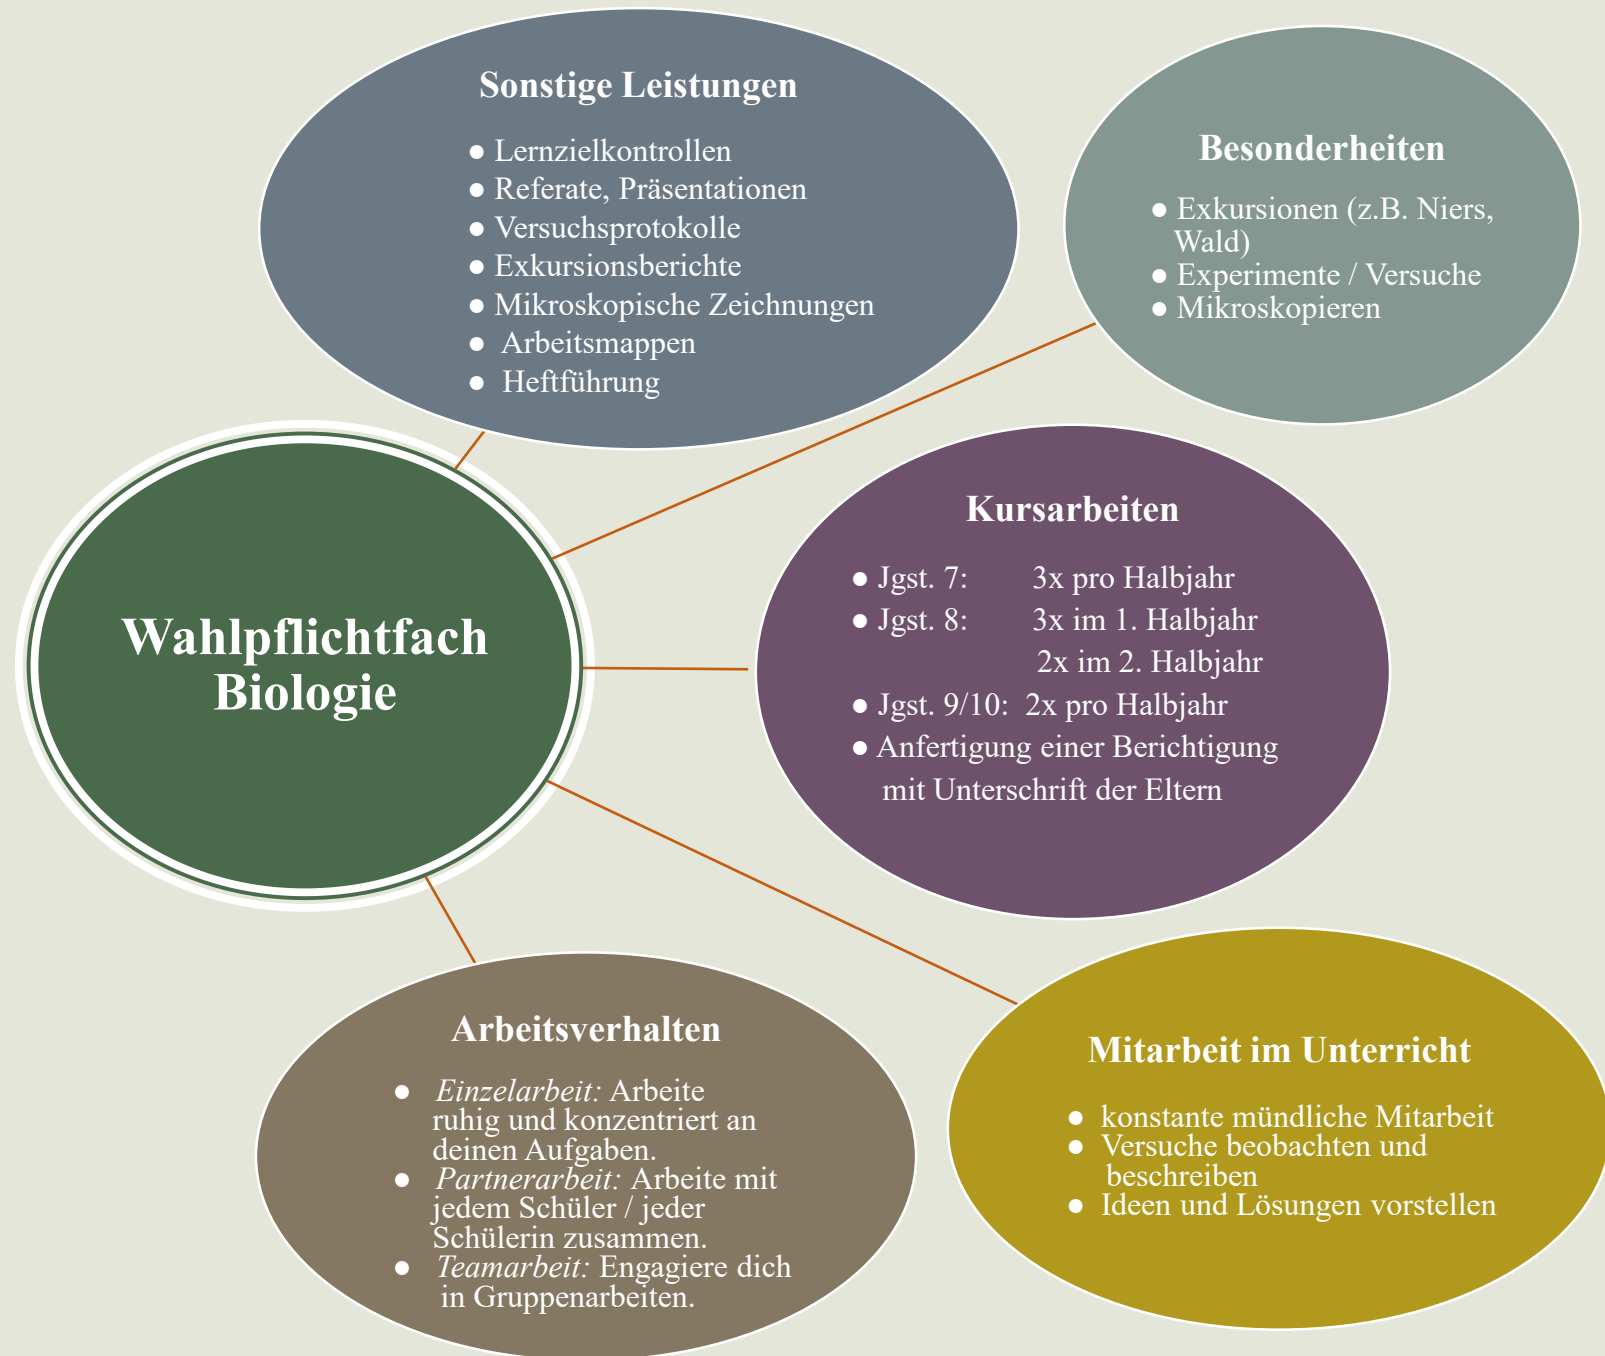 Sonstige Leistungen
● Lernzielkontrollen
● Referate, Präsentationen
● Versuchsprotokolle
● Exkursionsberichte
● Mikroskopische Zeichnungen
● Arbeitsmappen
● Heftführung
Besonderheiten
● Exkursionen (z.B. Niers,
Wald)
● Experimente / Versuche
● Mikroskopieren
Wahlpflichtfach
Biologie
Kursarbeiten
● Jgst. 7: 3x pro Halbjahr
● Jgst. 8: 3x im 1. Halbjahr
2x im 2. Halbjahr
● Jgst. 9/10: 2x pro Halbjahr
● Anfertigung einer Berichtigung
mit Unterschrift der Eltern
Arbeitsverhalten
● Einzelarbeit: Arbeite
ruhig und konzentriert an
deinen Aufgaben.
● Partnerarbeit: Arbeite mit
jedem Schüler / jeder
Schülerin zusammen.
● Teamarbeit: Engagiere dich
in Gruppenarbeiten.
Mitarbeit im Unterricht
● konstante mündliche Mitarbeit
● Versuche beobachten und
beschreiben
● Ideen und Lösungen vorstellen